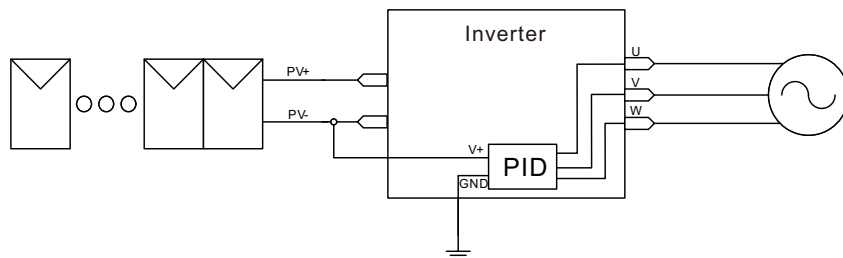 Inverter
PV+
PV-
V+
GND
PID
U
V
W